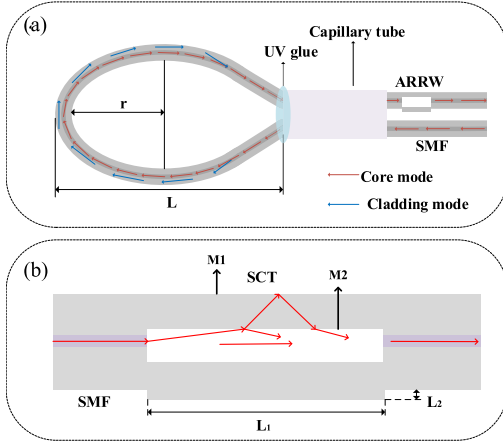 (a)
Capillary tube
UV glue
ARRW
r
SMF
L
Core mode
Cladding mode
(b)
M1
SCT
M2
SMF
L1
L2